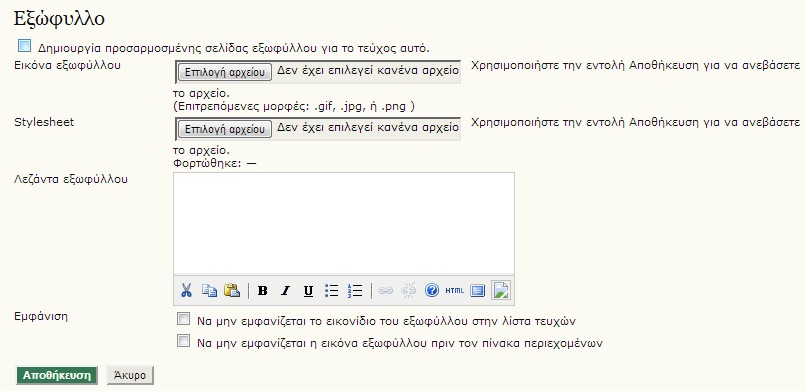 Εξώφυλλο
Δημιουργία προσαρμοσμένης σελίδας εξωφύλλου για το τεύχος αυτό.
Εικόνα εξωφύλλου Επιλογή αρχείου Δεν έχει επιλεγεί κανένα αρχείο Χρησιμοποιήστε την εντολή Αποθήκευση για να ανεβάσετε
το αρχείο.
(Επιτρεπόμενες μορφές: .gif, .jpg, ή .png )
Stylesheet Επιλογή αρχείου Δεν έχει επιλεγεί κανένα αρχείο Χρησιμοποιήστε την εντολή Αποθήκευση για να ανεβάσετε
το αρχείο.
Φορτώθηκε: —
Λεζάντα εξωφύλλου
B I U HTML
Εμφάνιση Να μην εμφανίζεται το εικονίδιο του εξωφύλλου στην λίστα τευχών
Να μην εμφανίζεται η εικόνα εξωφύλλου πριν τον πίνακα περιεχομένων
Αποθήκευση Άκυρο